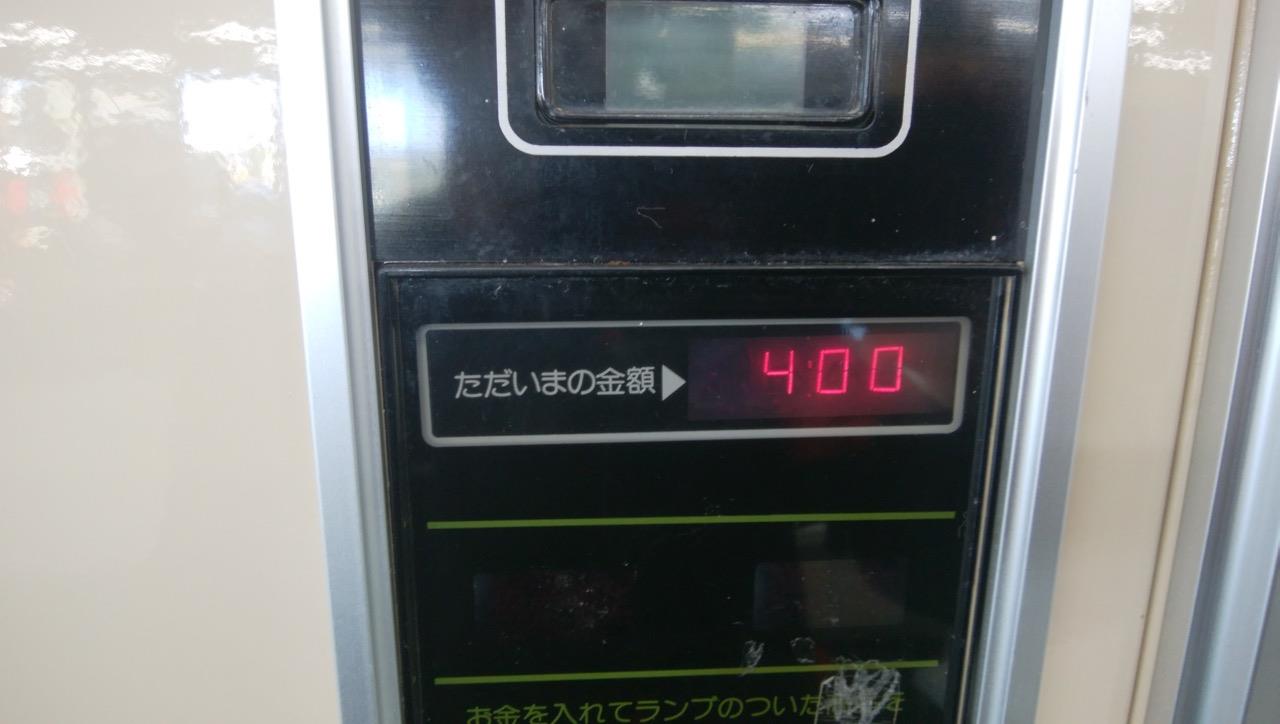 ただいまの金額▶ 400
お金を入れてランプのついた